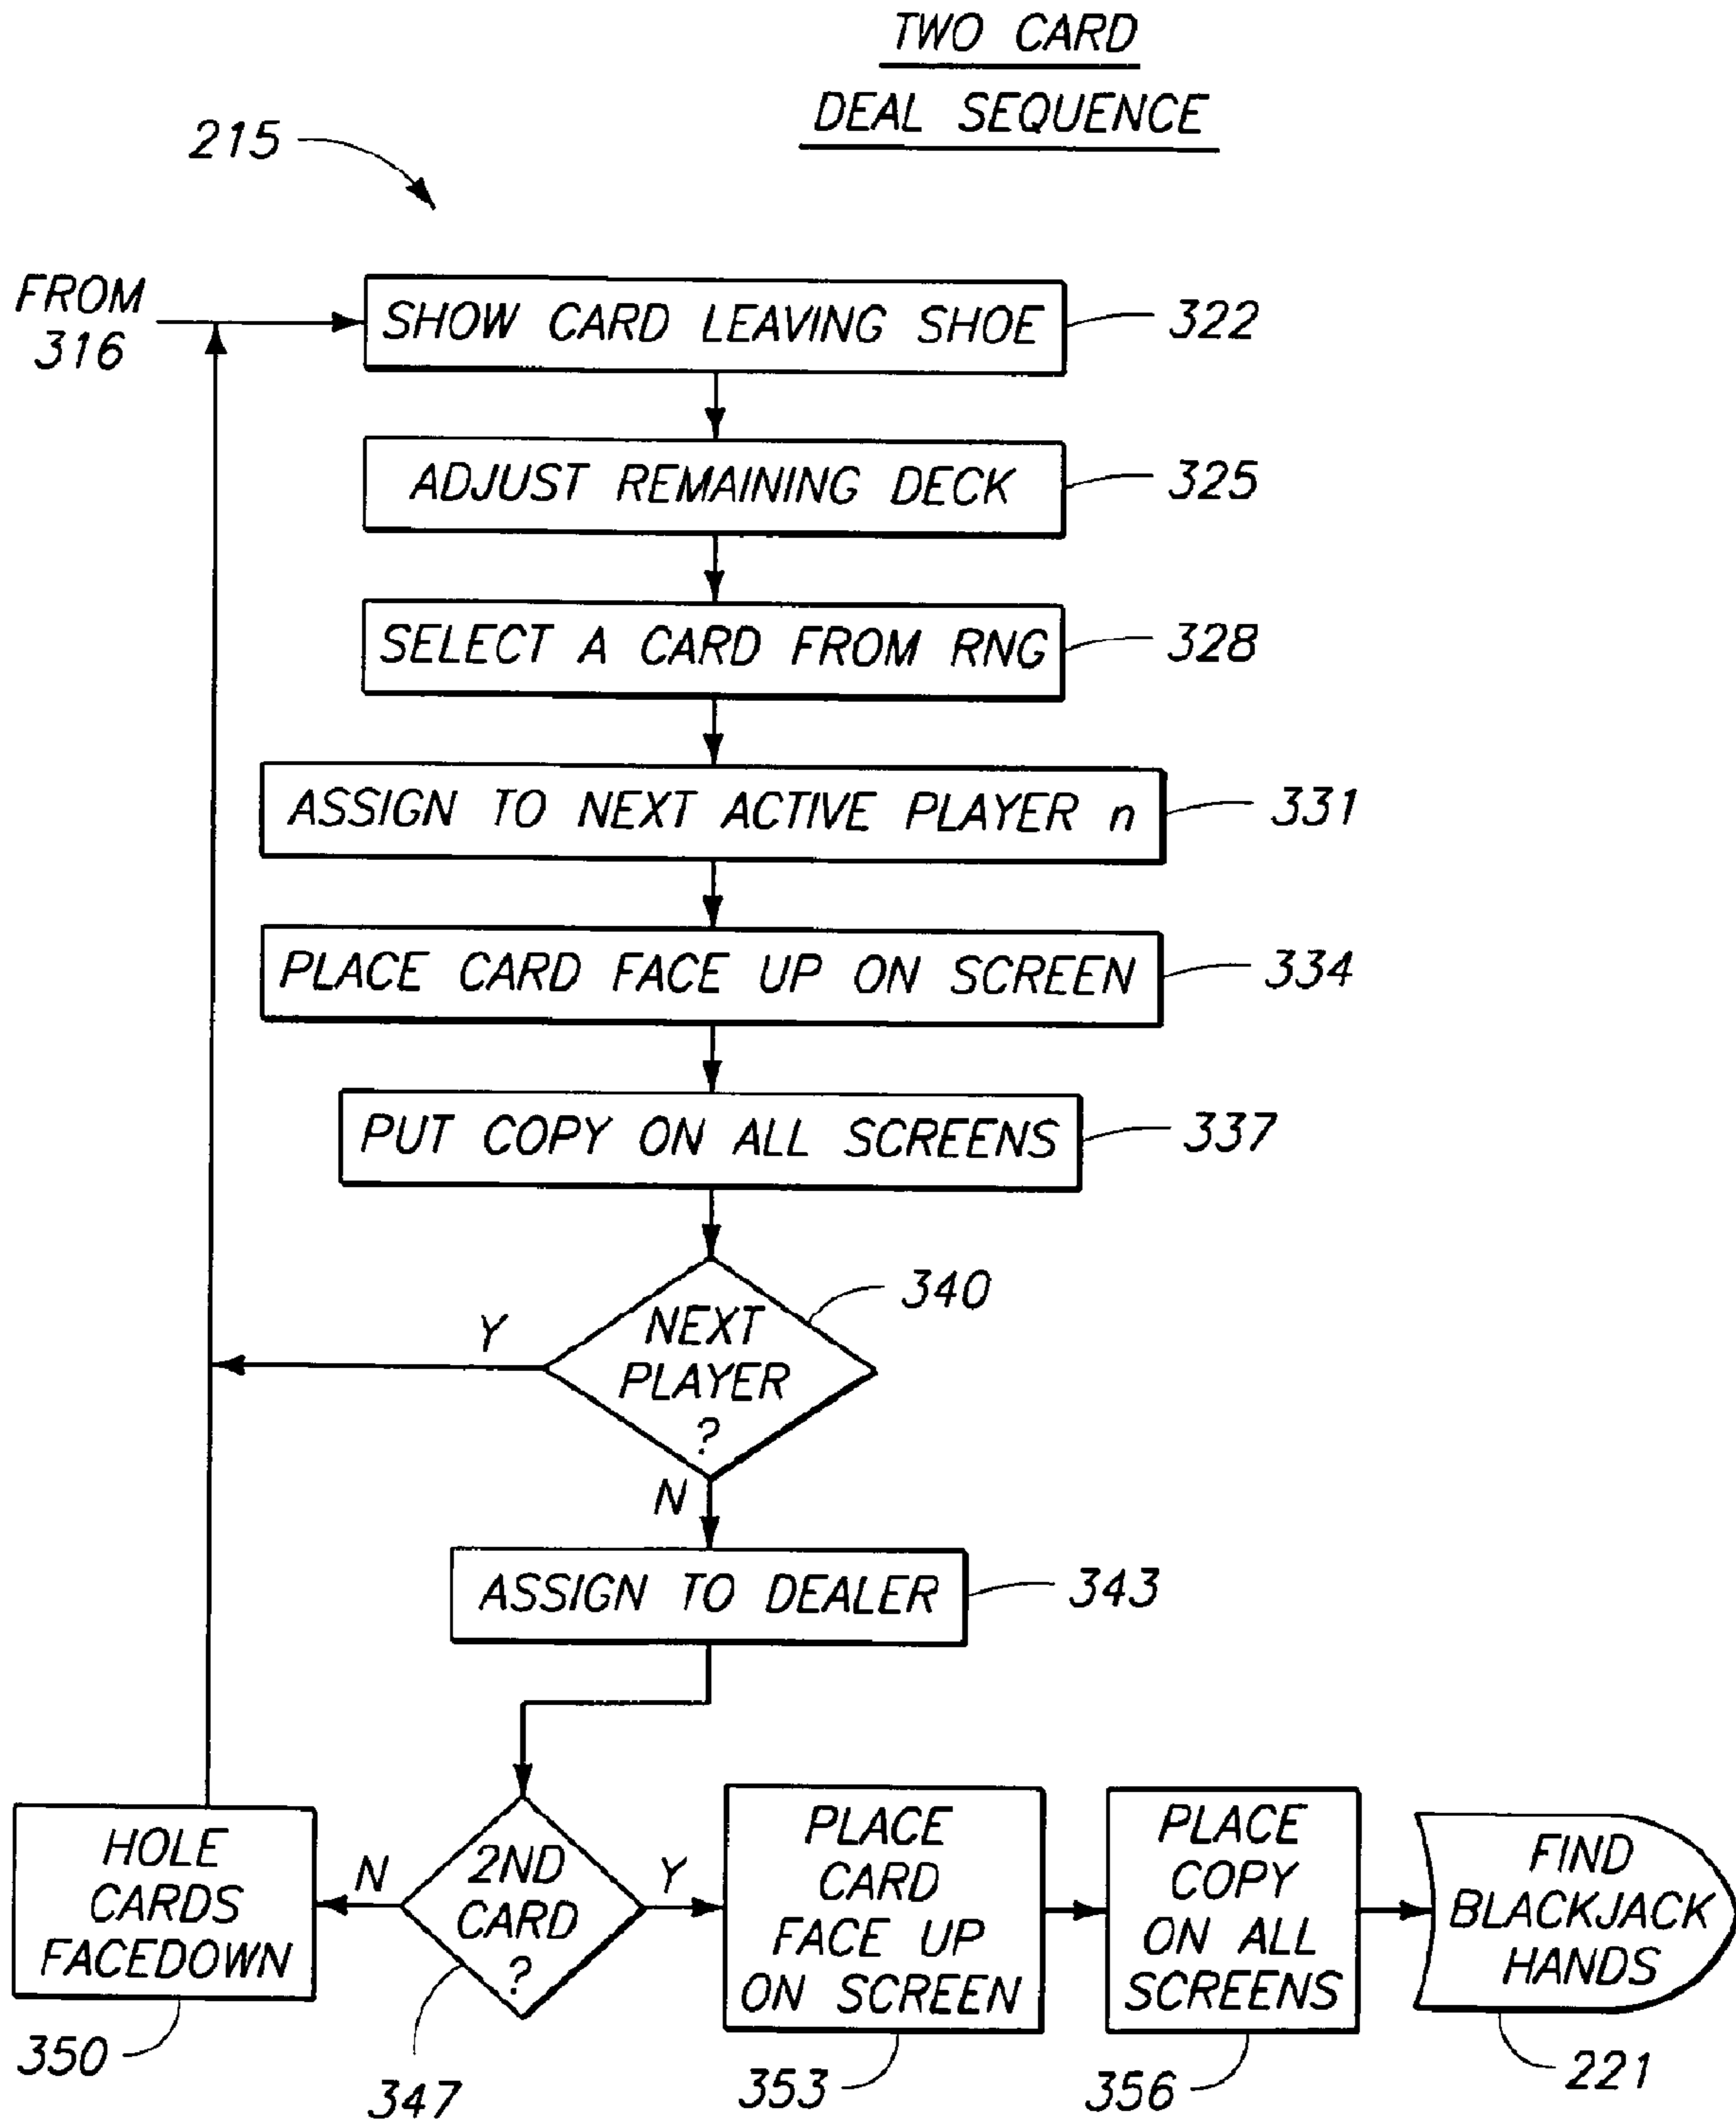 TWO CARD
DEAL SEQUENCE
215
FROM
316
SHOW CARD LEAVING SHOE
322
ADJUST REMAINING DECK
325
SELECT A CARD FROM RNG
328
ASSIGN TO NEXT ACTIVE PLAYER n
331
PLACE CARD FACE UP ON SCREEN
334
PUT COPY ON ALL SCREENS
337
NEXT
PLAYER
?
340
Y
N
ASSIGN TO DEALER
343
HOLE
CARDS
FACEDOWN
350
N
2ND
CARD
?
347
Y
PLACE
CARD
FACE UP
ON SCREEN
353
PLACE
COPY
ON ALL
SCREENS
356
FIND
BLACKJACK
HANDS
221